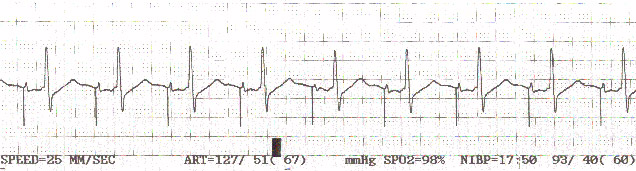 SPEED=25 MM/SEC ART=127/ 51( 67) mmHg SPO2=98% NIBP=17:50 93/ 40( 60)